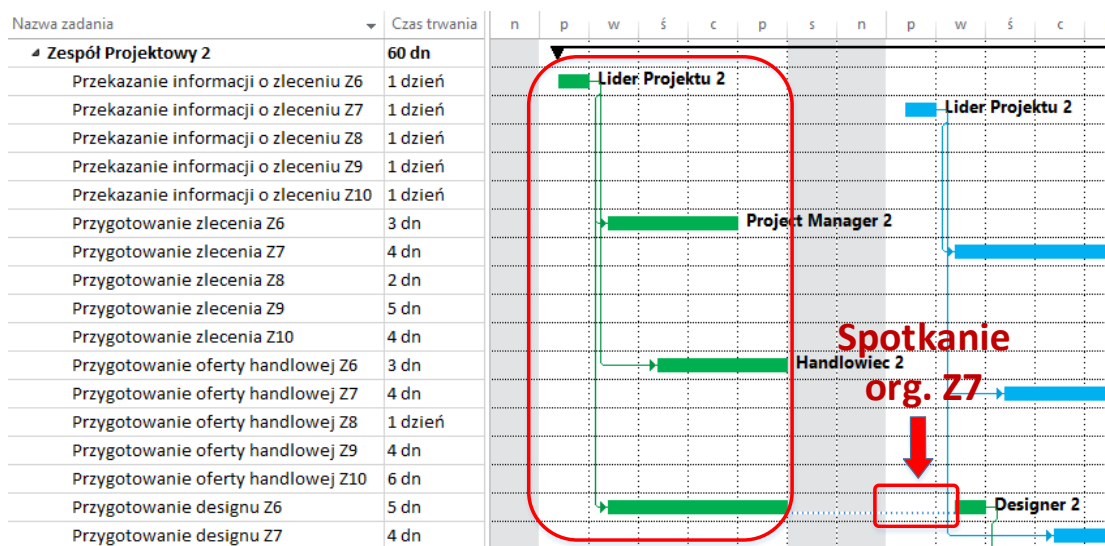 Nazwa zadania Czas trwania n p w ś c p s n p w ś c
Zespół Projektowy 2 60 dn
Przekazanie informacji o zleceniu Z6 1 dzień Lider Projektu 2
Przekazanie informacji o zleceniu Z7 1 dzień Lider Projektu 2
Przekazanie informacji o zleceniu Z8 1 dzień
Przekazanie informacji o zleceniu Z9 1 dzień
Przekazanie informacji o zleceniu Z10 1 dzień
Przygotowanie zlecenia Z6 3 dn Project Manager 2
Przygotowanie zlecenia Z7 4 dn
Przygotowanie zlecenia Z8 2 dn
Przygotowanie zlecenia Z9 5 dn
Przygotowanie zlecenia Z10 4 dn
Spotkanie
Przygotowanie oferty handlowej Z6 3 dn Handlowiec 2
Przygotowanie oferty handlowej Z7 4 dn org. Z7
Przygotowanie oferty handlowej Z8 1 dzień
Przygotowanie oferty handlowej Z9 4 dn
Przygotowanie oferty handlowej Z10 6 dn
Przygotowanie designu Z6 5 dn Designer 2
Przygotowanie designu Z7 4 dn